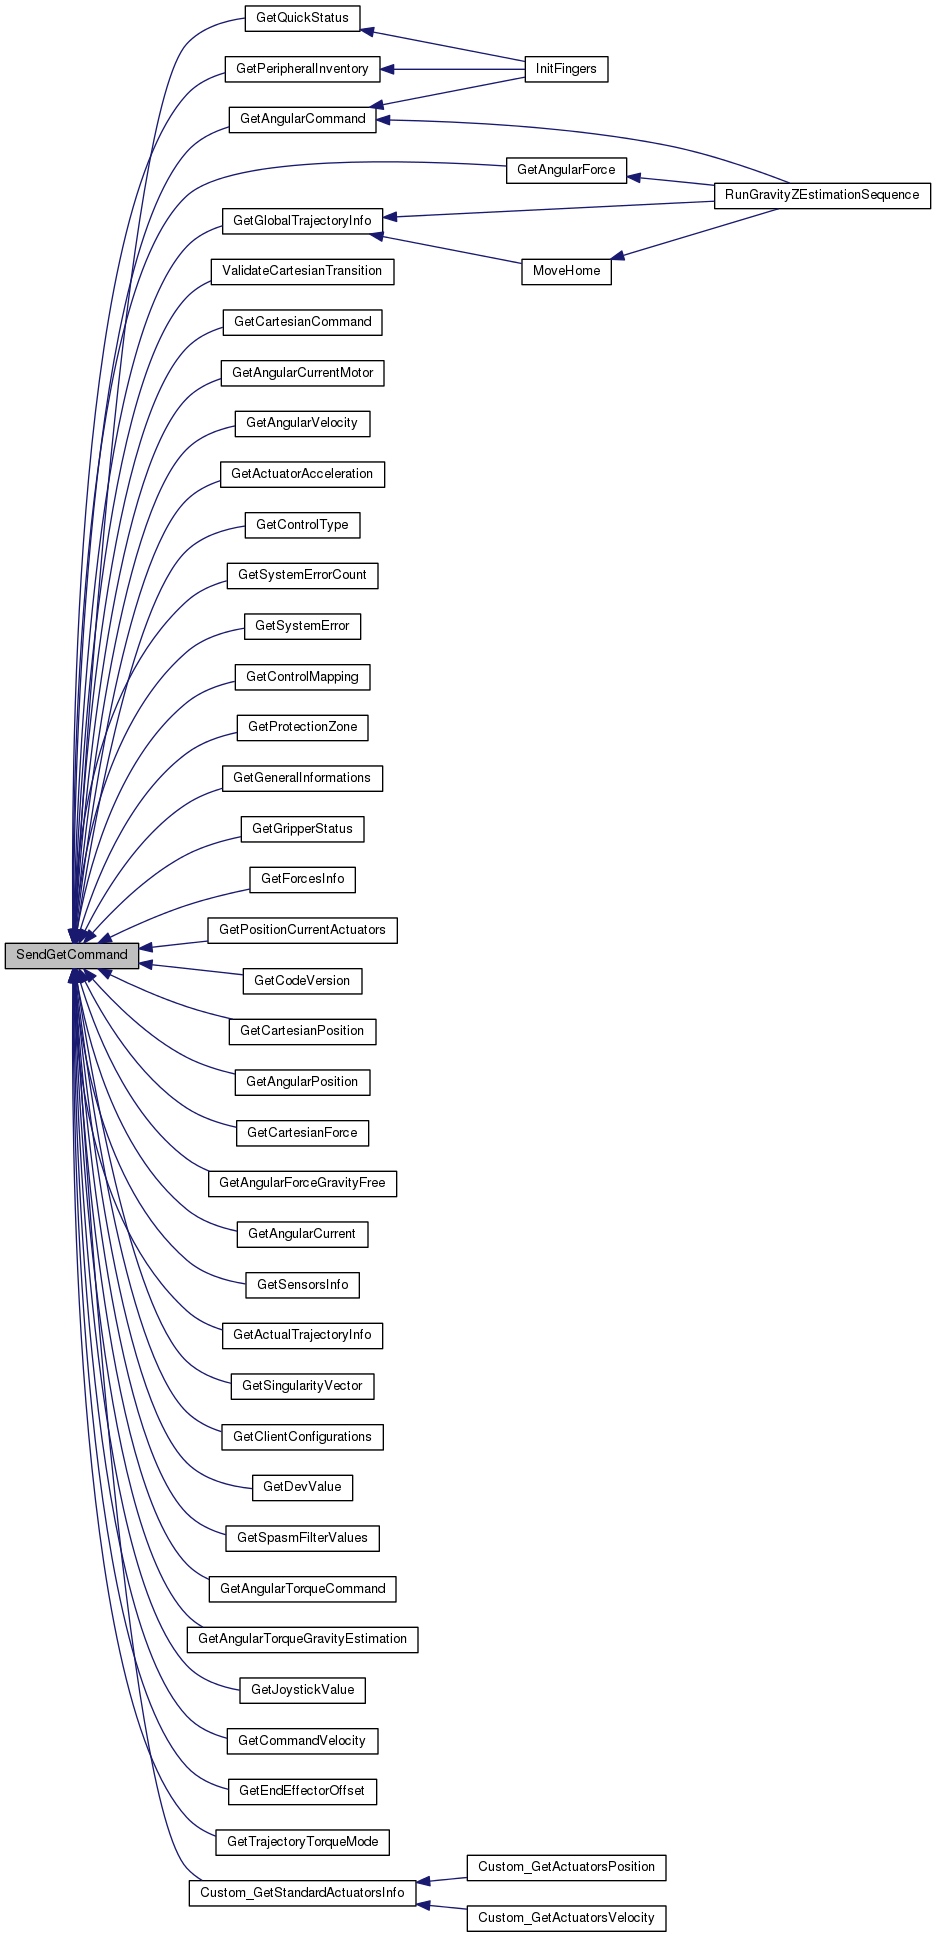 GetQuickStatus
InitFingers
GetPeripheralInventory
GetAngularCommand
GetAngularForce
RunGravityZEstimationSequence
GetGlobalTrajectoryInfo
MoveHome
ValidateCartesianTransition
GetCartesianCommand
GetAngularCurrentMotor
GetAngularVelocity
GetActuatorAcceleration
GetControlType
GetSystemErrorCount
GetSystemError
GetControlMapping
GetProtectionZone
GetGeneralInformations
GetGripperStatus
GetForcesInfo
GetPositionCurrentActuators
SendGetCommand
GetCodeVersion
GetCartesianPosition
GetAngularPosition
GetCartesianForce
GetAngularForceGravityFree
GetAngularCurrent
GetSensorsInfo
GetActualTrajectoryInfo
GetSingularityVector
GetClientConfigurations
GetDevValue
GetSpasmFilterValues
GetAngularTorqueCommand
GetAngularTorqueGravityEstimation
GetJoystickValue
GetCommandVelocity
GetEndEffectorOffset
GetTrajectoryTorqueMode
Custom_GetActuatorsPosition
Custom_GetStandardActuatorsInfo
Custom_GetActuatorsVelocity